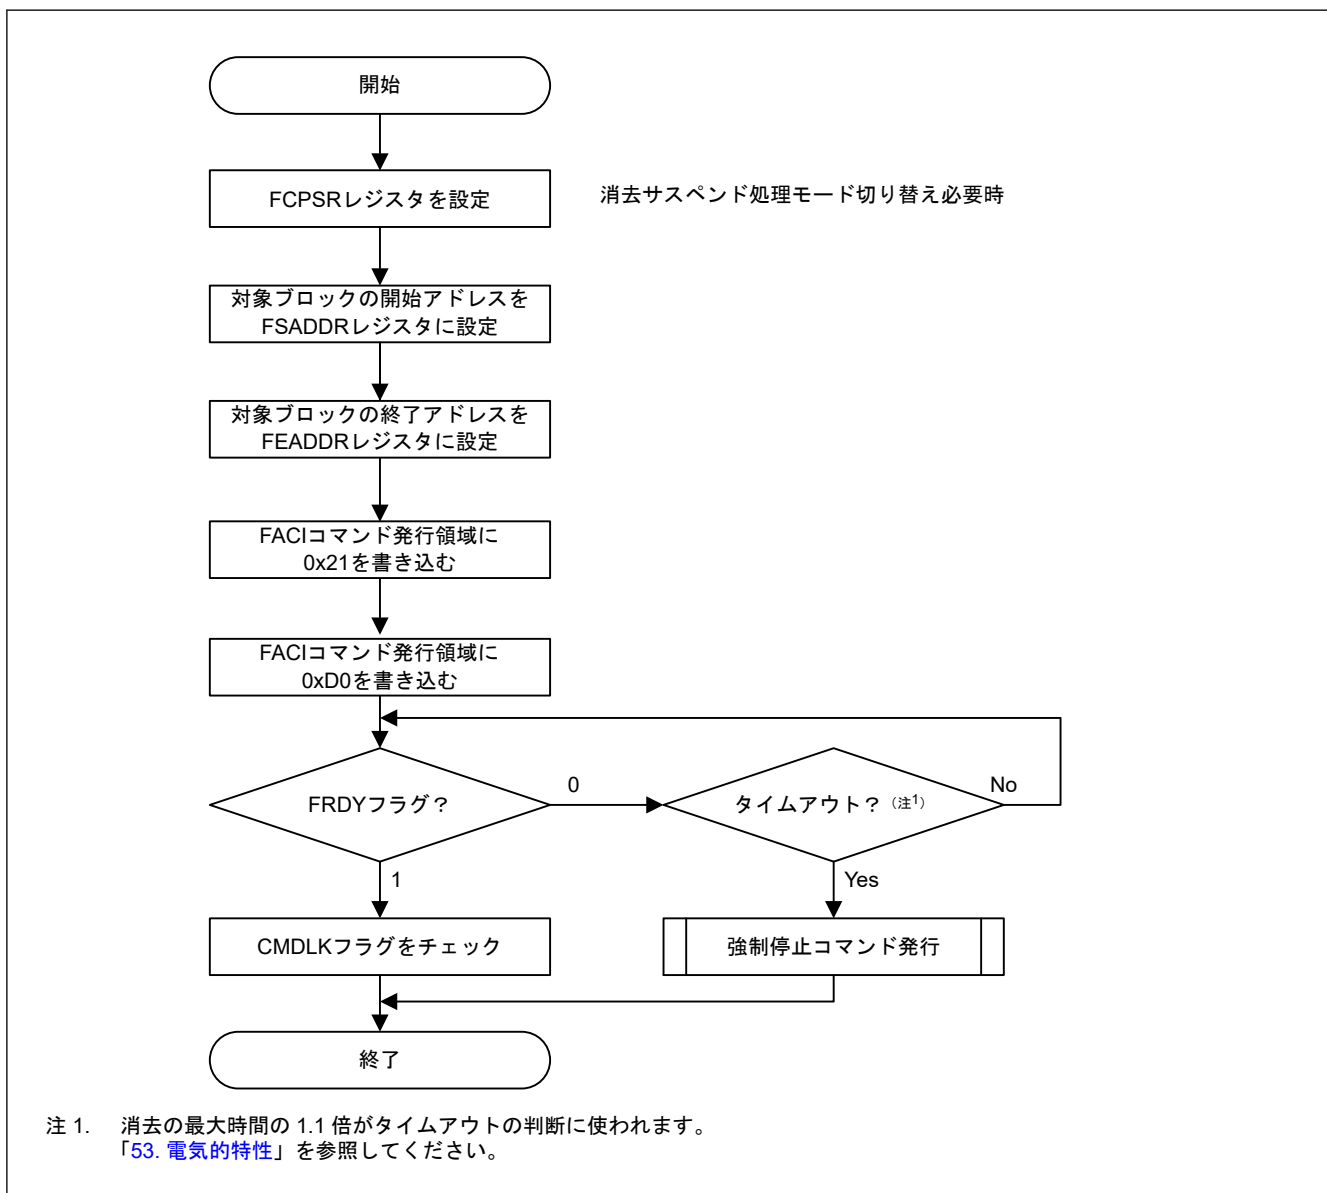 開始
FCPSRレジスタを設定
消去サスペンド処理モード切り替え必要時
対象ブロックの開始アドレスを
FSADDRレジスタに設定
対象ブロックの終了アドレスを
FEADDRレジスタに設定
FACIコマンド発行領域に
0x21を書き込む
FACIコマンド発行領域に
0xD0を書き込む
FRDYフラグ？
0
タイムアウト？（注1）
No
1
Yes
CMDLKフラグをチェック
強制停止コマンド発行
終了
注 1. 消去の最大時間の 1.1 倍がタイムアウトの判断に使われます。
「53. 電気的特性」を参照してください。